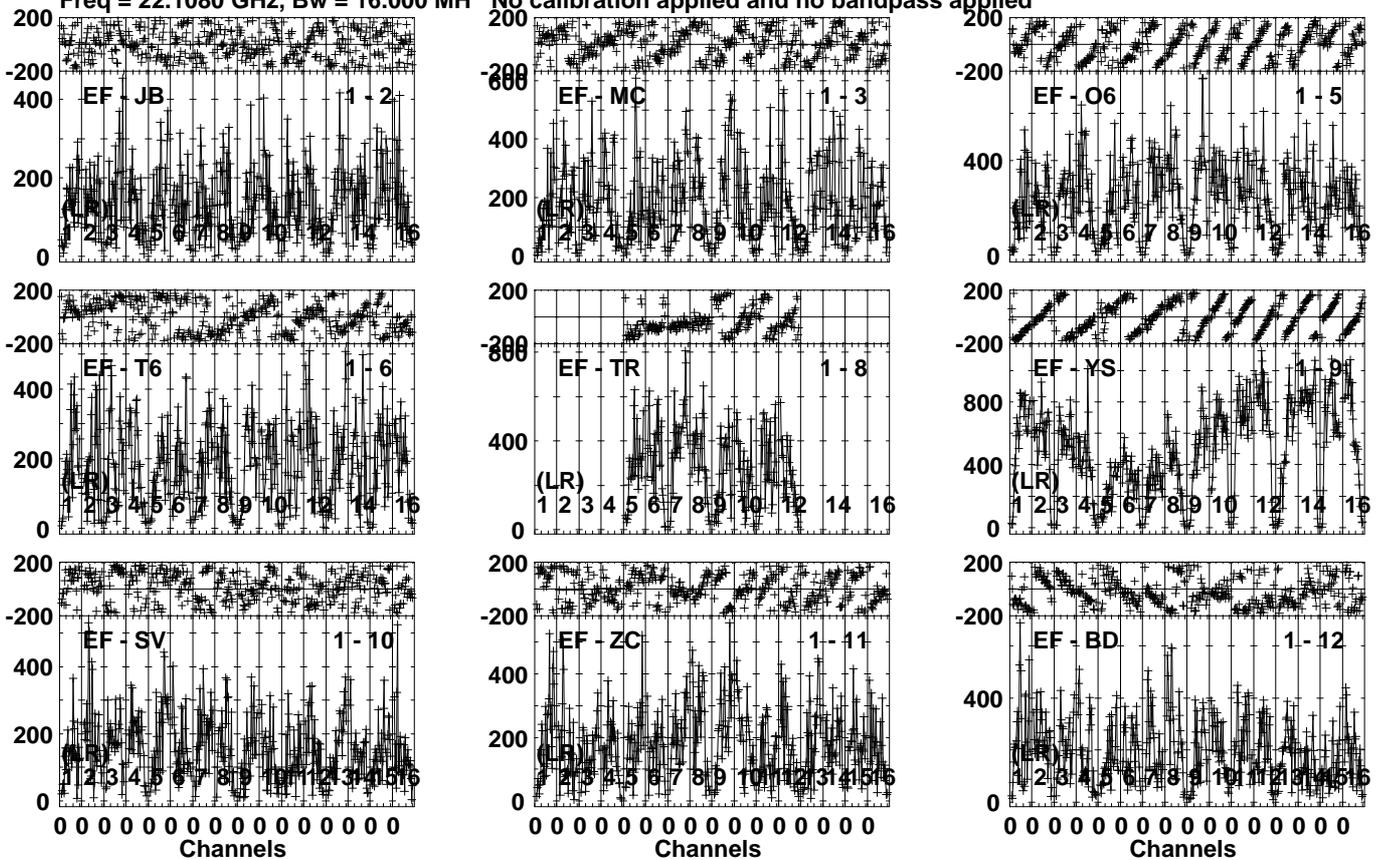 Freq = 22.1080 GHz, Bw = 16.000 MH No calibration applied and no bandpass applied
200
-200
EF - JB 1 - 2
400
200
(LR)
1 2 3 4 5 6 7 8 9 10 12 14 16
0
200
-200
600
EF - MC 1 - 3
400
200
(LR)
1 2 3 4 5 6 7 8 9 10 12 14 16
0
200
-200
EF - O6 1 - 5
400
(LR)
1 2 3 4 5 6 7 8 9 10 12 14 16
0
200
-200
EF - T6 1 - 6
400
200
(LR)
1 2 3 4 5 6 7 8 9 10 12 14 16
0
200
-200
800
EF - TR 1 - 8
400
(LR)
1 2 3 4 5 6 7 8 9 10 12 14 16
0
200
-200
EF - YS 1 - 9
800
400
(LR)
1 2 3 4 5 6 7 8 9 10 12 14 16
0
200
-200
EF - SV 1 - 10
400
200
(LR)
1 2 3 4 5 6 7 8 9 10 11 12 13 14 15 16
0
200
-200
EF - ZC 1 - 11
400
200
(LR)
1 2 3 4 5 6 7 8 9 10 11 12 13 14 15 16
0
200
-200
EF - BD 1 - 12
400
(LR)
1 2 3 4 5 6 7 8 9 10 11 12 13 14 15 16
0
0 0 0 0 0 0 0 0 0 0 0 0 0 0 0 0
Channels
0 0 0 0 0 0 0 0 0 0 0 0 0 0 0 0
Channels
0 0 0 0 0 0 0 0 0 0 0 0 0 0 0 0
Channels